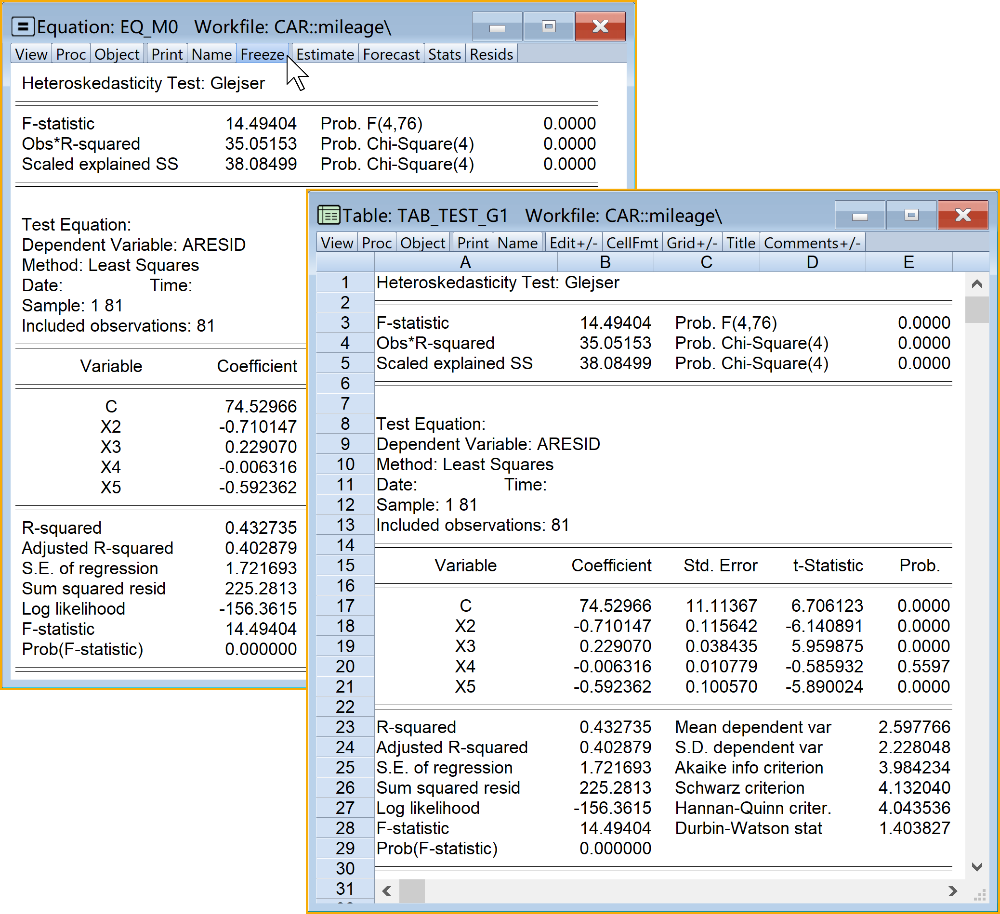 Equation: EQ_M0 Workfile: CAR::mileage\
View Proc Object Print Name Freeze Estimate Forecast Stats Resids
Heteroskedasticity Test: Glejser
F-statistic 14.49404 Prob. F(4,76) 0.0000
Obs*R-squared 35.05153 Prob. Chi-Square(4) 0.0000
Scaled explained SS 38.08499 Prob. Chi-Square(4) 0.0000
Test Equation:
Dependent Variable: ARESID
Method: Least Squares
Date: Time:
Sample: 1 81
Included observations: 81
Variable Coefficient
C 74.52966
X2 -0.710147
X3 0.229070
X4 -0.006316
X5 -0.592362
R-squared 0.432735
Adjusted R-squared 0.402879
S.E. of regression 1.721693
Sum squared resid 225.2813
Log likelihood -156.3615
F-statistic 14.49404
Prob(F-statistic) 0.000000
Table: TAB_TEST_G1 Workfile: CAR::mileage\
View Proc Object Print Name Edit+/- CellFmt Grid+/- Title Comments+/-
A B C D E
1 Heteroskedasticity Test: Glejser
2
3 F-statistic 14.49404 Prob. F(4,76) 0.0000
4 Obs*R-squared 35.05153 Prob. Chi-Square(4) 0.0000
5 Scaled explained SS 38.08499 Prob. Chi-Square(4) 0.0000
6
7
8 Test Equation:
9 Dependent Variable: ARESID
10 Method: Least Squares
11 Date: Time:
12 Sample: 1 81
13 Included observations: 81
14
15 Variable Coefficient Std. Error t-Statistic Prob.
16
17 C 74.52966 11.11367 6.706123 0.0000
18 X2 -0.710147 0.115642 -6.140891 0.0000
19 X3 0.229070 0.038435 5.959875 0.0000
20 X4 -0.006316 0.010779 -0.585932 0.5597
21 X5 -0.592362 0.100570 -5.890024 0.0000
22
23 R-squared 0.432735 Mean dependent var 2.597766
24 Adjusted R-squared 0.402879 S.D. dependent var 2.228048
25 S.E. of regression 1.721693 Akaike info criterion 3.984234
26 Sum squared resid 225.2813 Schwarz criterion 4.132040
27 Log likelihood -156.3615 Hannan-Quinn criter. 4.043536
28 F-statistic 14.49404 Durbin-Watson stat 1.403827
29 Prob(F-statistic) 0.000000
30
31